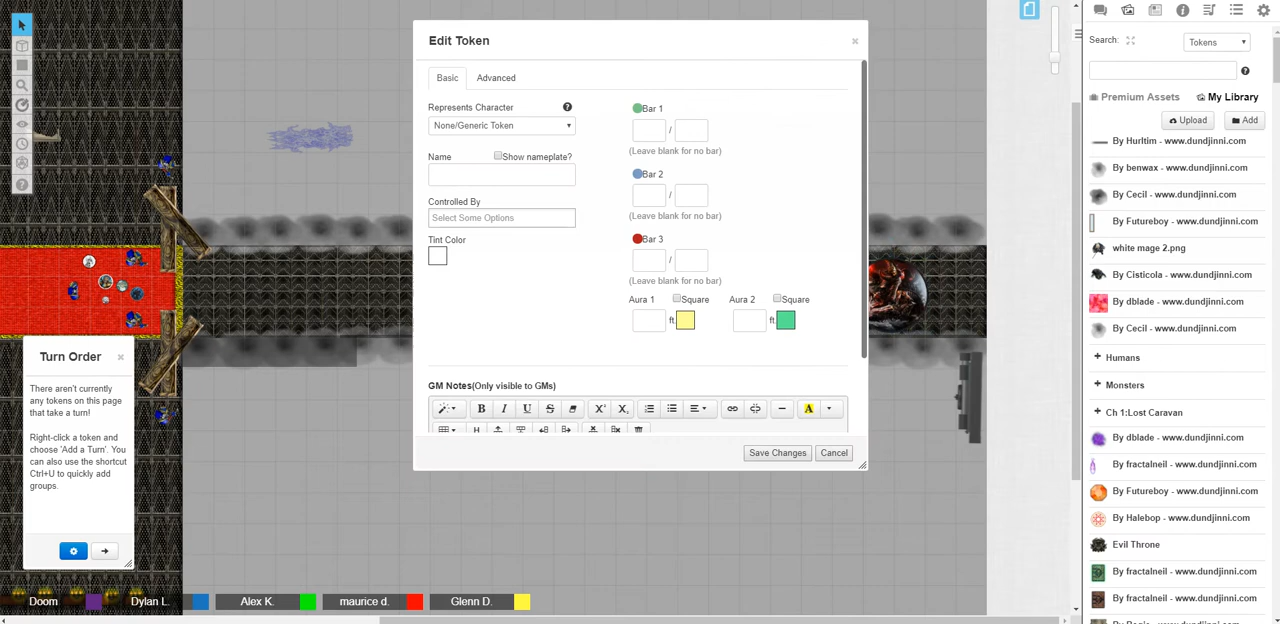 Edit Token
Basic
Advanced
Represents Character
None/Generic Token
Name
Show nameplate?
Controlled By
Select Some Options
Tint Color
Bar 1
/
(Leave blank for no bar)
Bar 2
/
(Leave blank for no bar)
Bar 3
/
(Leave blank for no bar)
Aura 1 Square Aura 2 Square
ft. ft.
GM Notes(Only visible to GMs)
Save Changes
Cancel
Turn Order
There aren't currently
any tokens on this page
that take a turn!
Right-click a token and
choose 'Add a Turn'. You
can also use the shortcut
Ctrl+U to quickly add
groups.
Doom
Dylan L.
Alex K.
maurice d.
Glenn D.
Search:
Tokens
Premium Assets
My Library
Upload
Add
By Hurltim - www.dundjinni.com
By benwax - www.dundjinni.com
By Cecil - www.dundjinni.com
By Futureboy - www.dundjinni.com
white mage 2.png
By Cisticola - www.dundjinni.com
By dblade - www.dundjinni.com
By Cecil - www.dundjinni.com
Humans
Monsters
Ch 1:Lost Caravan
By dblade - www.dundjinni.com
By fractalneil - www.dundjinni.com
By Futureboy - www.dundjinni.com
By Halebop - www.dundjinni.com
Evil Throne
By fractalneil - www.dundjinni.com
By fractalneil - www.dundjinni.com